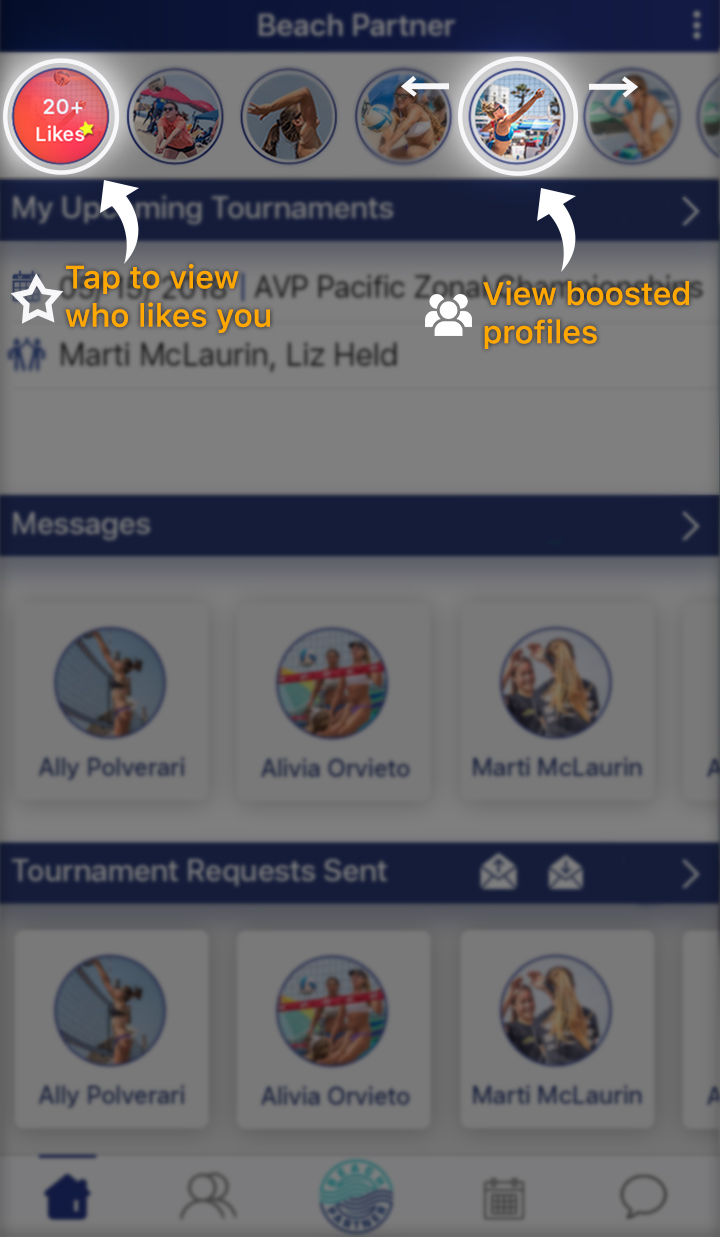 Beach Partner
20+
Likes
My Upcoming Tournaments
Tap to view
who likes you
AVP Pacific Zonal Championships
View boosted
profiles
Marti McLaurin, Liz Held
Messages
Ally Polverari
Alivia Orvieto
Marti McLaurin
A
Tournament Requests Sent
Ally Polverari
Alivia Orvieto
Marti McLaurin
A
BEACH
PARTNER